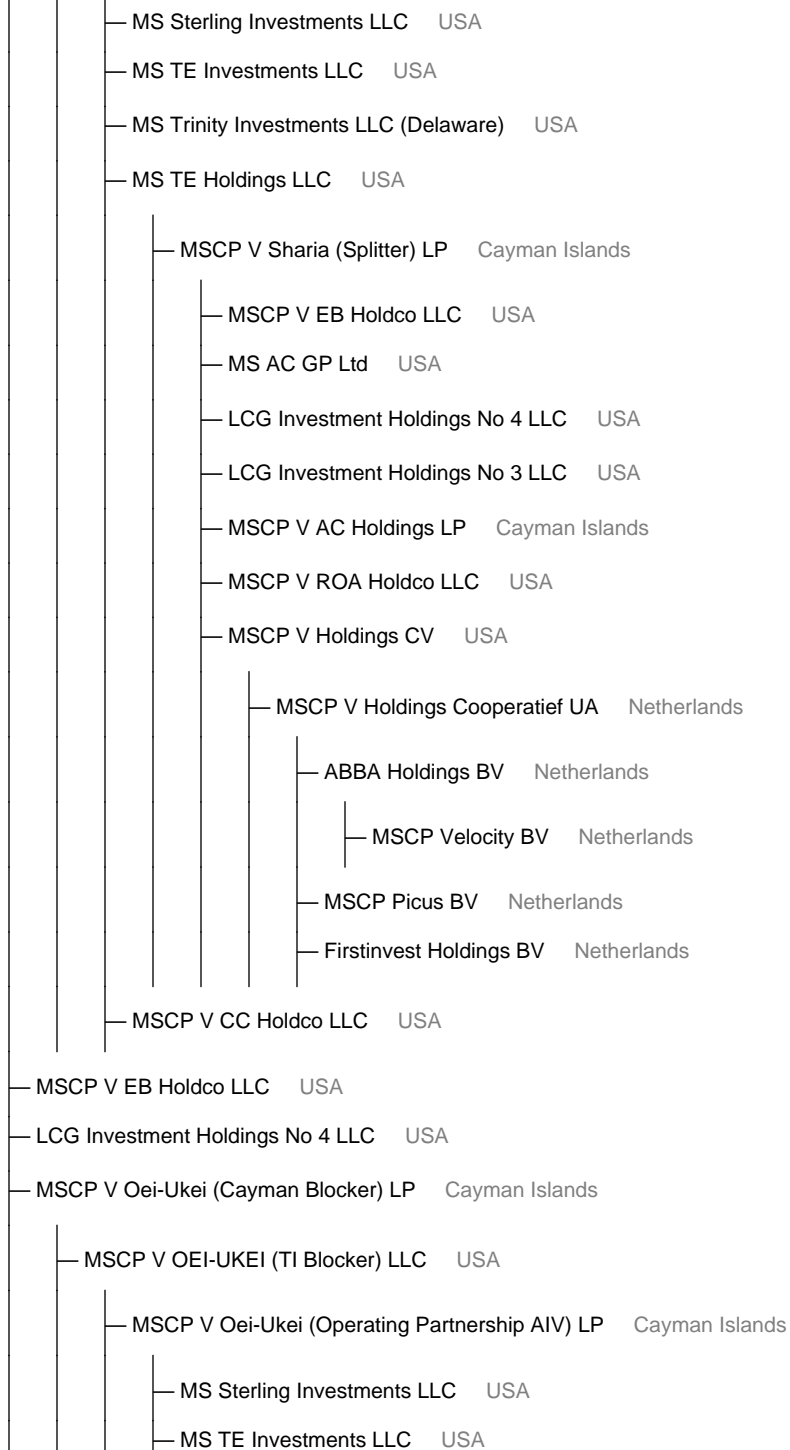 MS Sterling Investments LLC USA
MS TE Investments LLC USA
MS Trinity Investments LLC (Delaware) USA
MS TE Holdings LLC USA
MSCP V Sharia (Splitter) LP Cayman Islands
MSCP V EB Holdco LLC USA
MS AC GP Ltd USA
LCG Investment Holdings No 4 LLC USA
LCG Investment Holdings No 3 LLC USA
MSCP V AC Holdings LP Cayman Islands
MSCP V ROA Holdco LLC USA
MSCP V Holdings CV USA
MSCP V Holdings Cooperatief UA Netherlands
ABBA Holdings BV Netherlands
MSCP Velocity BV Netherlands
MSCP Picus BV Netherlands
Firstinvest Holdings BV Netherlands
MSCP V CC Holdco LLC USA
MSCP V EB Holdco LLC USA
LCG Investment Holdings No 4 LLC USA
MSCP V Oei-Ukei (Cayman Blocker) LP Cayman Islands
MSCP V OEI-UKEI (TI Blocker) LLC USA
MSCP V Oei-Ukei (Operating Partnership AIV) LP Cayman Islands
MS Sterling Investments LLC USA
MS TE Investments LLC USA